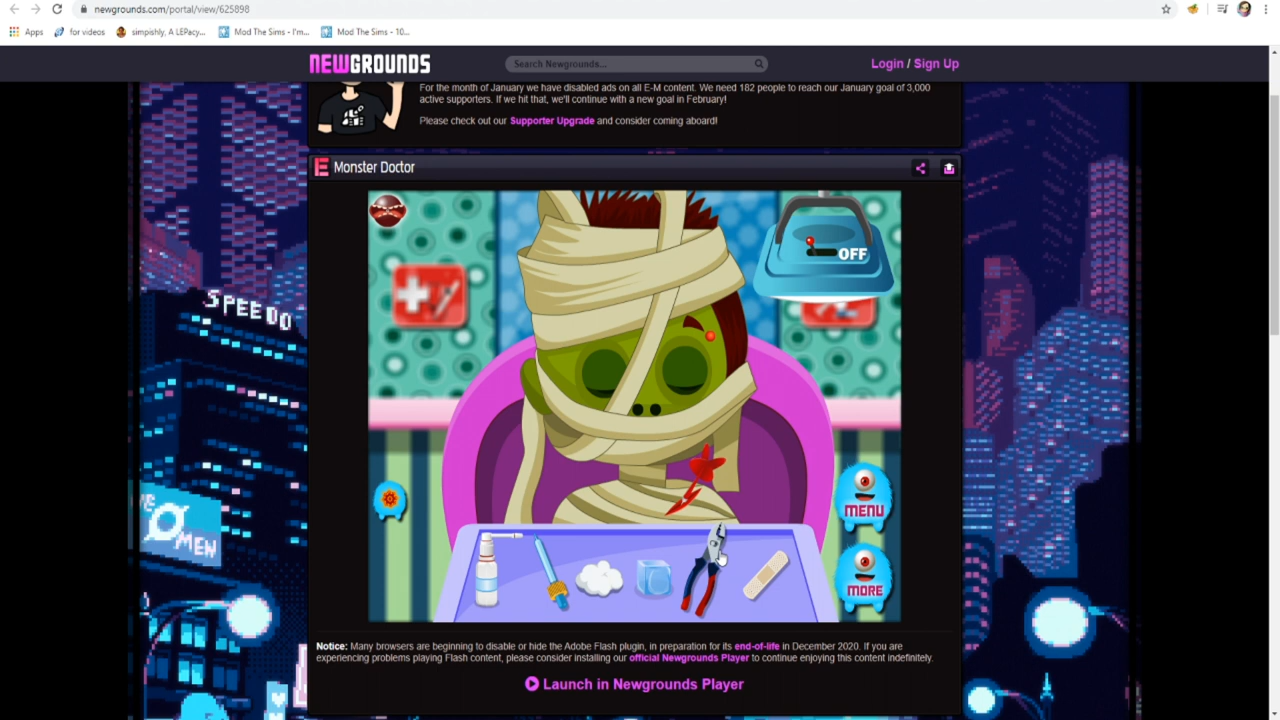 newgrounds.com/portal/view/625898
Apps for videos simpishly, A LEPacy... Mod The Sims - I'm... Mod The Sims - 10...
NEWGROUNDS Search Newgrounds... Login / Sign Up
For the month of January we have disabled ads on all E-M content. We need 182 people to reach our January goal of 3,000
active supporters. If we hit that, we'll continue with a new goal in February!
Please check out our Supporter Upgrade and consider coming aboard!
E Monster Doctor
OFF
SPEEDO
MENU
MEN
MORE
Notice: Many browsers are beginning to disable or hide the Adobe Flash plugin, in preparation for its end-of-life in December 2020. If you are
experiencing problems playing Flash content, please consider installing our official Newgrounds Player to continue enjoying this content indefinitely.
Launch in Newgrounds Player